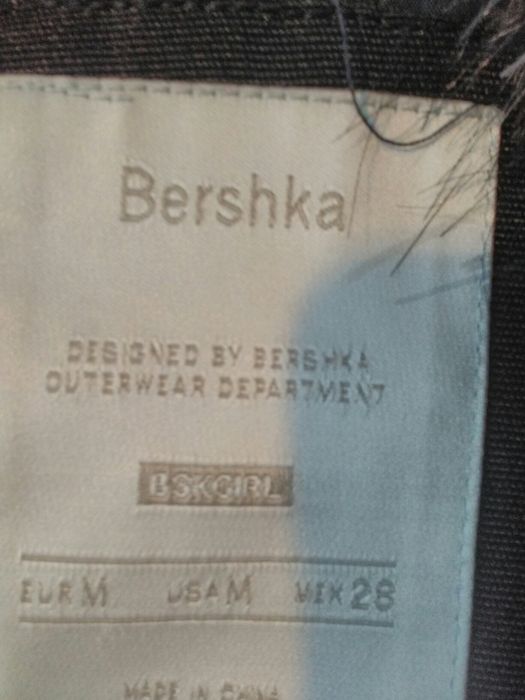 Bershka
DESIGNED BY BERSHKA
OUTERWEAR DEPARTMENT
BSKGIRL
EUR M USA M MEX 28
MADE IN CHINA